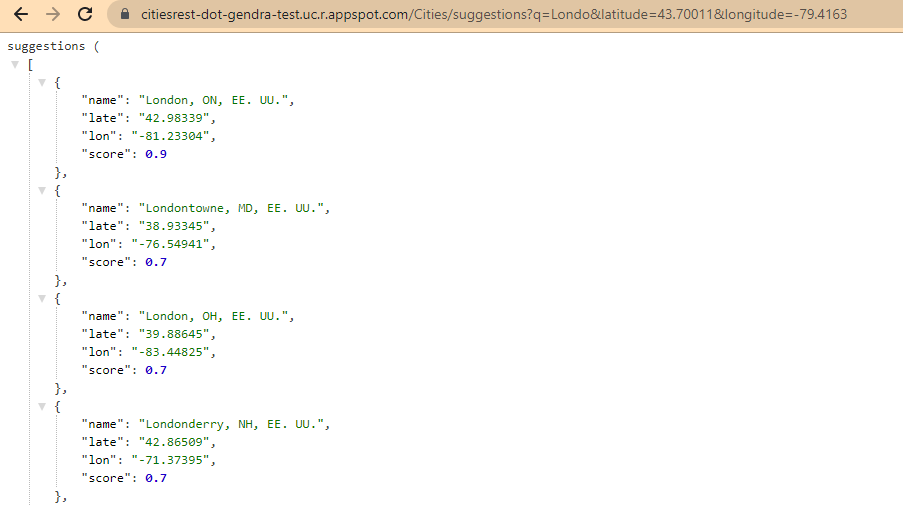 citiesrest-dot-gendra-test.uc.r.appspot.com/Cities/suggestions?q=Londo&latitude=43.70011&longitude=-79.4163
suggestions (
[
{
"name": "London, ON, EE. UU.",
"late": "42.98339",
"lon": "-81.23304",
"score": 0.9
},
{
"name": "Londontowne, MD, EE. UU.",
"late": "38.93345",
"lon": "-76.54941",
"score": 0.7
},
{
"name": "London, OH, EE. UU.",
"late": "39.88645",
"lon": "-83.44825",
"score": 0.7
},
{
"name": "Londonderry, NH, EE. UU.",
"late": "42.86509",
"lon": "-71.37395",
"score": 0.7
},